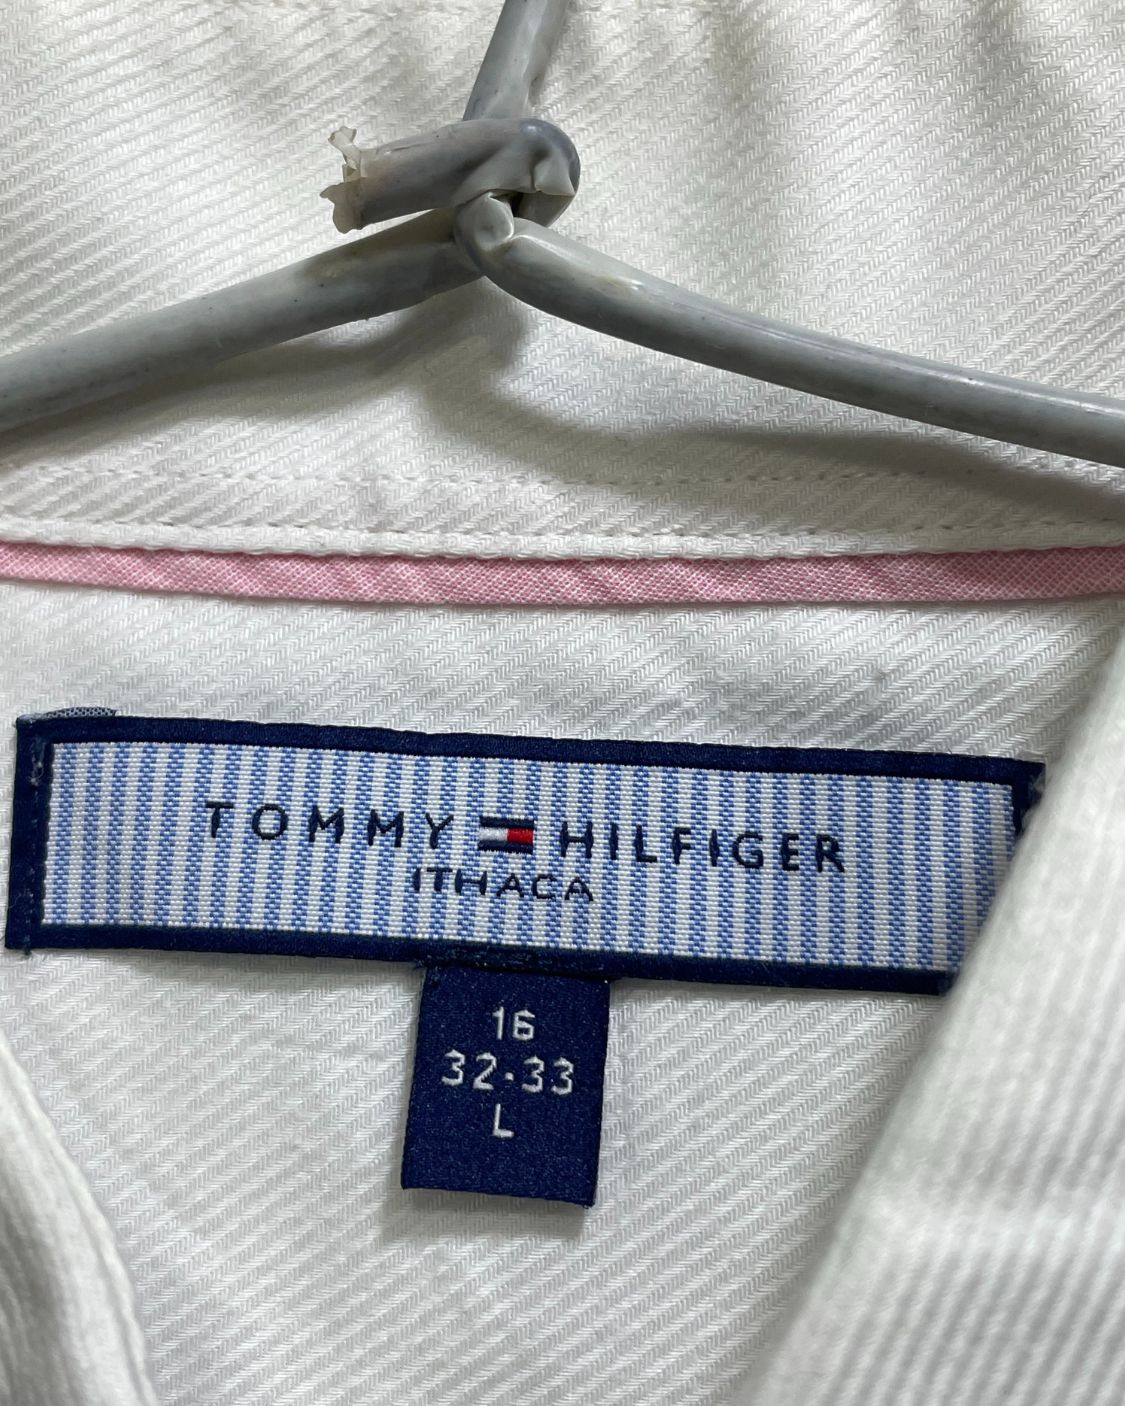 TOMMY HILFIGER
ITHACA
16
32·33
L